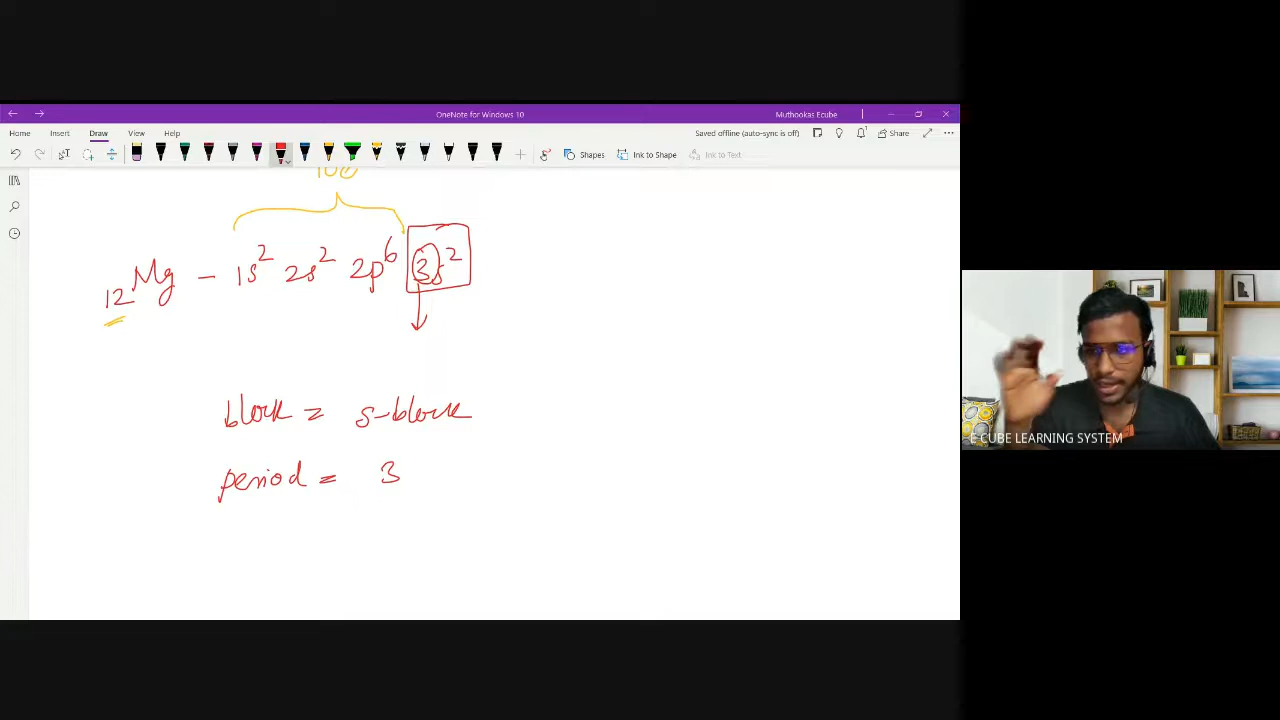 OneNote for Windows 10
Muthookas Ecube
Home Insert Draw View Help
Saved offline (auto-sync is off)
Share
Shapes
Ink to Shape
Ink to Text
10e
12Mg - 1s² 2s² 2p⁶ 3s²
block = s-block
period = 3
E CUBE LEARNING SYSTEM